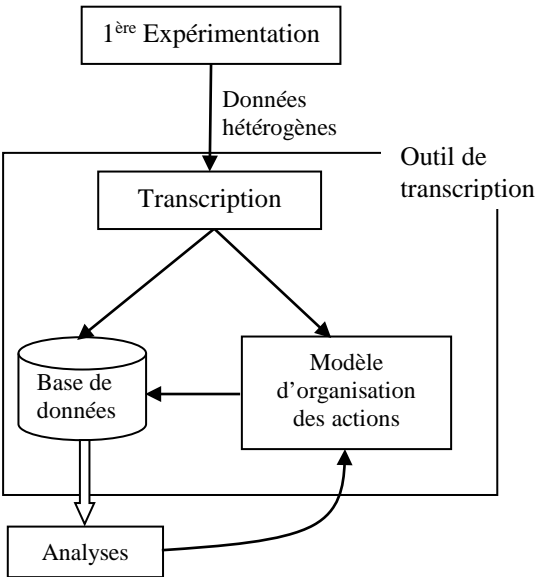 1ère Expérimentation
Données
hétérogènes
Outil de
transcription
Transcription
Modèle
d'organisation
des actions
Base de
données
Analyses